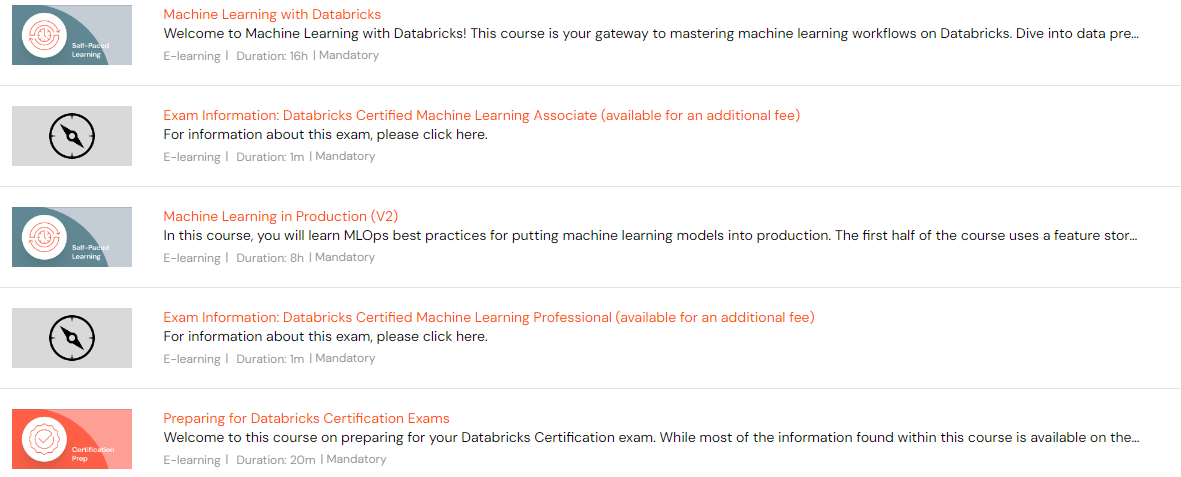 Self-Paced
Learning
Machine Learning with Databricks
Welcome to Machine Learning with Databricks! This course is your gateway to mastering machine learning workflows on Databricks. Dive into data pre...
E-learning | Duration: 16h | Mandatory
Exam Information: Databricks Certified Machine Learning Associate (available for an additional fee)
For information about this exam, please click here.
E-learning | Duration: 1m | Mandatory
Self-Paced
Learning
Machine Learning in Production (V2)
In this course, you will learn MLOps best practices for putting machine learning models into production. The first half of the course uses a feature stor...
E-learning | Duration: 8h | Mandatory
Exam Information: Databricks Certified Machine Learning Professional (available for an additional fee)
For information about this exam, please click here.
E-learning | Duration: 1m | Mandatory
Certification
Prep
Preparing for Databricks Certification Exams
Welcome to this course on preparing for your Databricks Certification exam. While most of the information found within this course is available on the...
E-learning | Duration: 20m | Mandatory